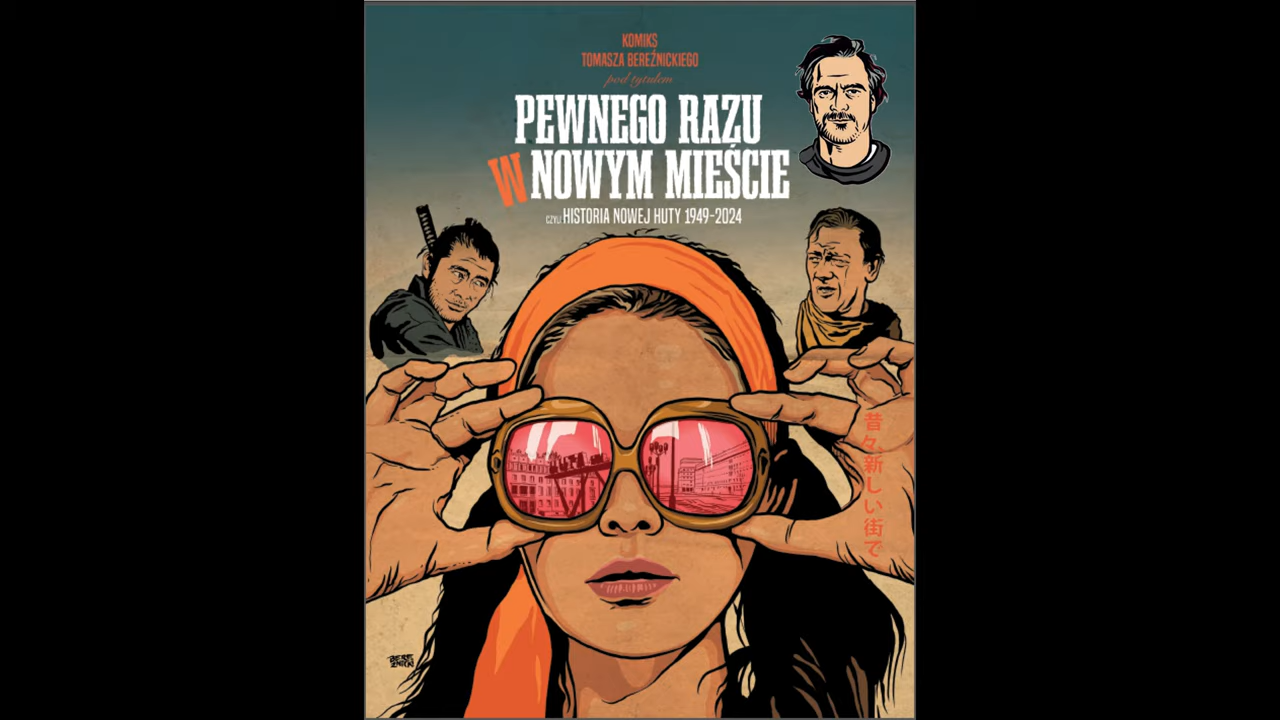 KOMIKS
TOMASZA BEREŹNICKIEGO
pod tytułem
PEWNEGO RAZU
W NOWYM MIEŚCIE
CZYLI HISTORIA NOWEJ HUTY 1949-2024
昔々新しい街で
BEREŹNICKI